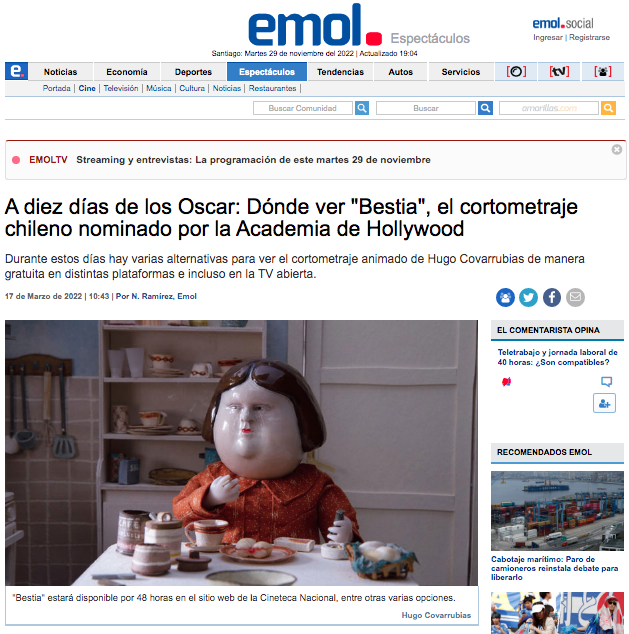 emol.
Espectáculos
emol.social
Ingresar | Registrarse
Santiago: Martes 29 de noviembre del 2022 | Actualizado 19:04
e.
Noticias
Economía
Deportes
Espectáculos
Tendencias
Autos
Servicios
[tv]
Portada | Cine | Televisión | Música | Cultura | Noticias | Restaurantes |
Buscar Comunidad
Buscar
amarillas.com
EMOLTV Streaming y entrevistas: La programación de este martes 29 de noviembre
A diez días de los Oscar: Dónde ver "Bestia", el cortometraje
chileno nominado por la Academia de Hollywood
Durante estos días hay varias alternativas para ver el cortometraje animado de Hugo Covarrubias de manera
gratuita en distintas plataformas e incluso en la TV abierta.
17 de Marzo de 2022 | 10:43 | Por N. Ramírez, Emol
"Bestia" estará disponible por 48 horas en el sitio web de la Cineteca Nacional, entre otras varias opciones.
Hugo Covarrubias
EL COMENTARISTA OPINA
Teletrabajo y jornada laboral de
40 horas: ¿Son compatibles?
RECOMENDADOS EMOL
Cabotaje marítimo: Paro de
camioneros reinstala debate para
liberarlo